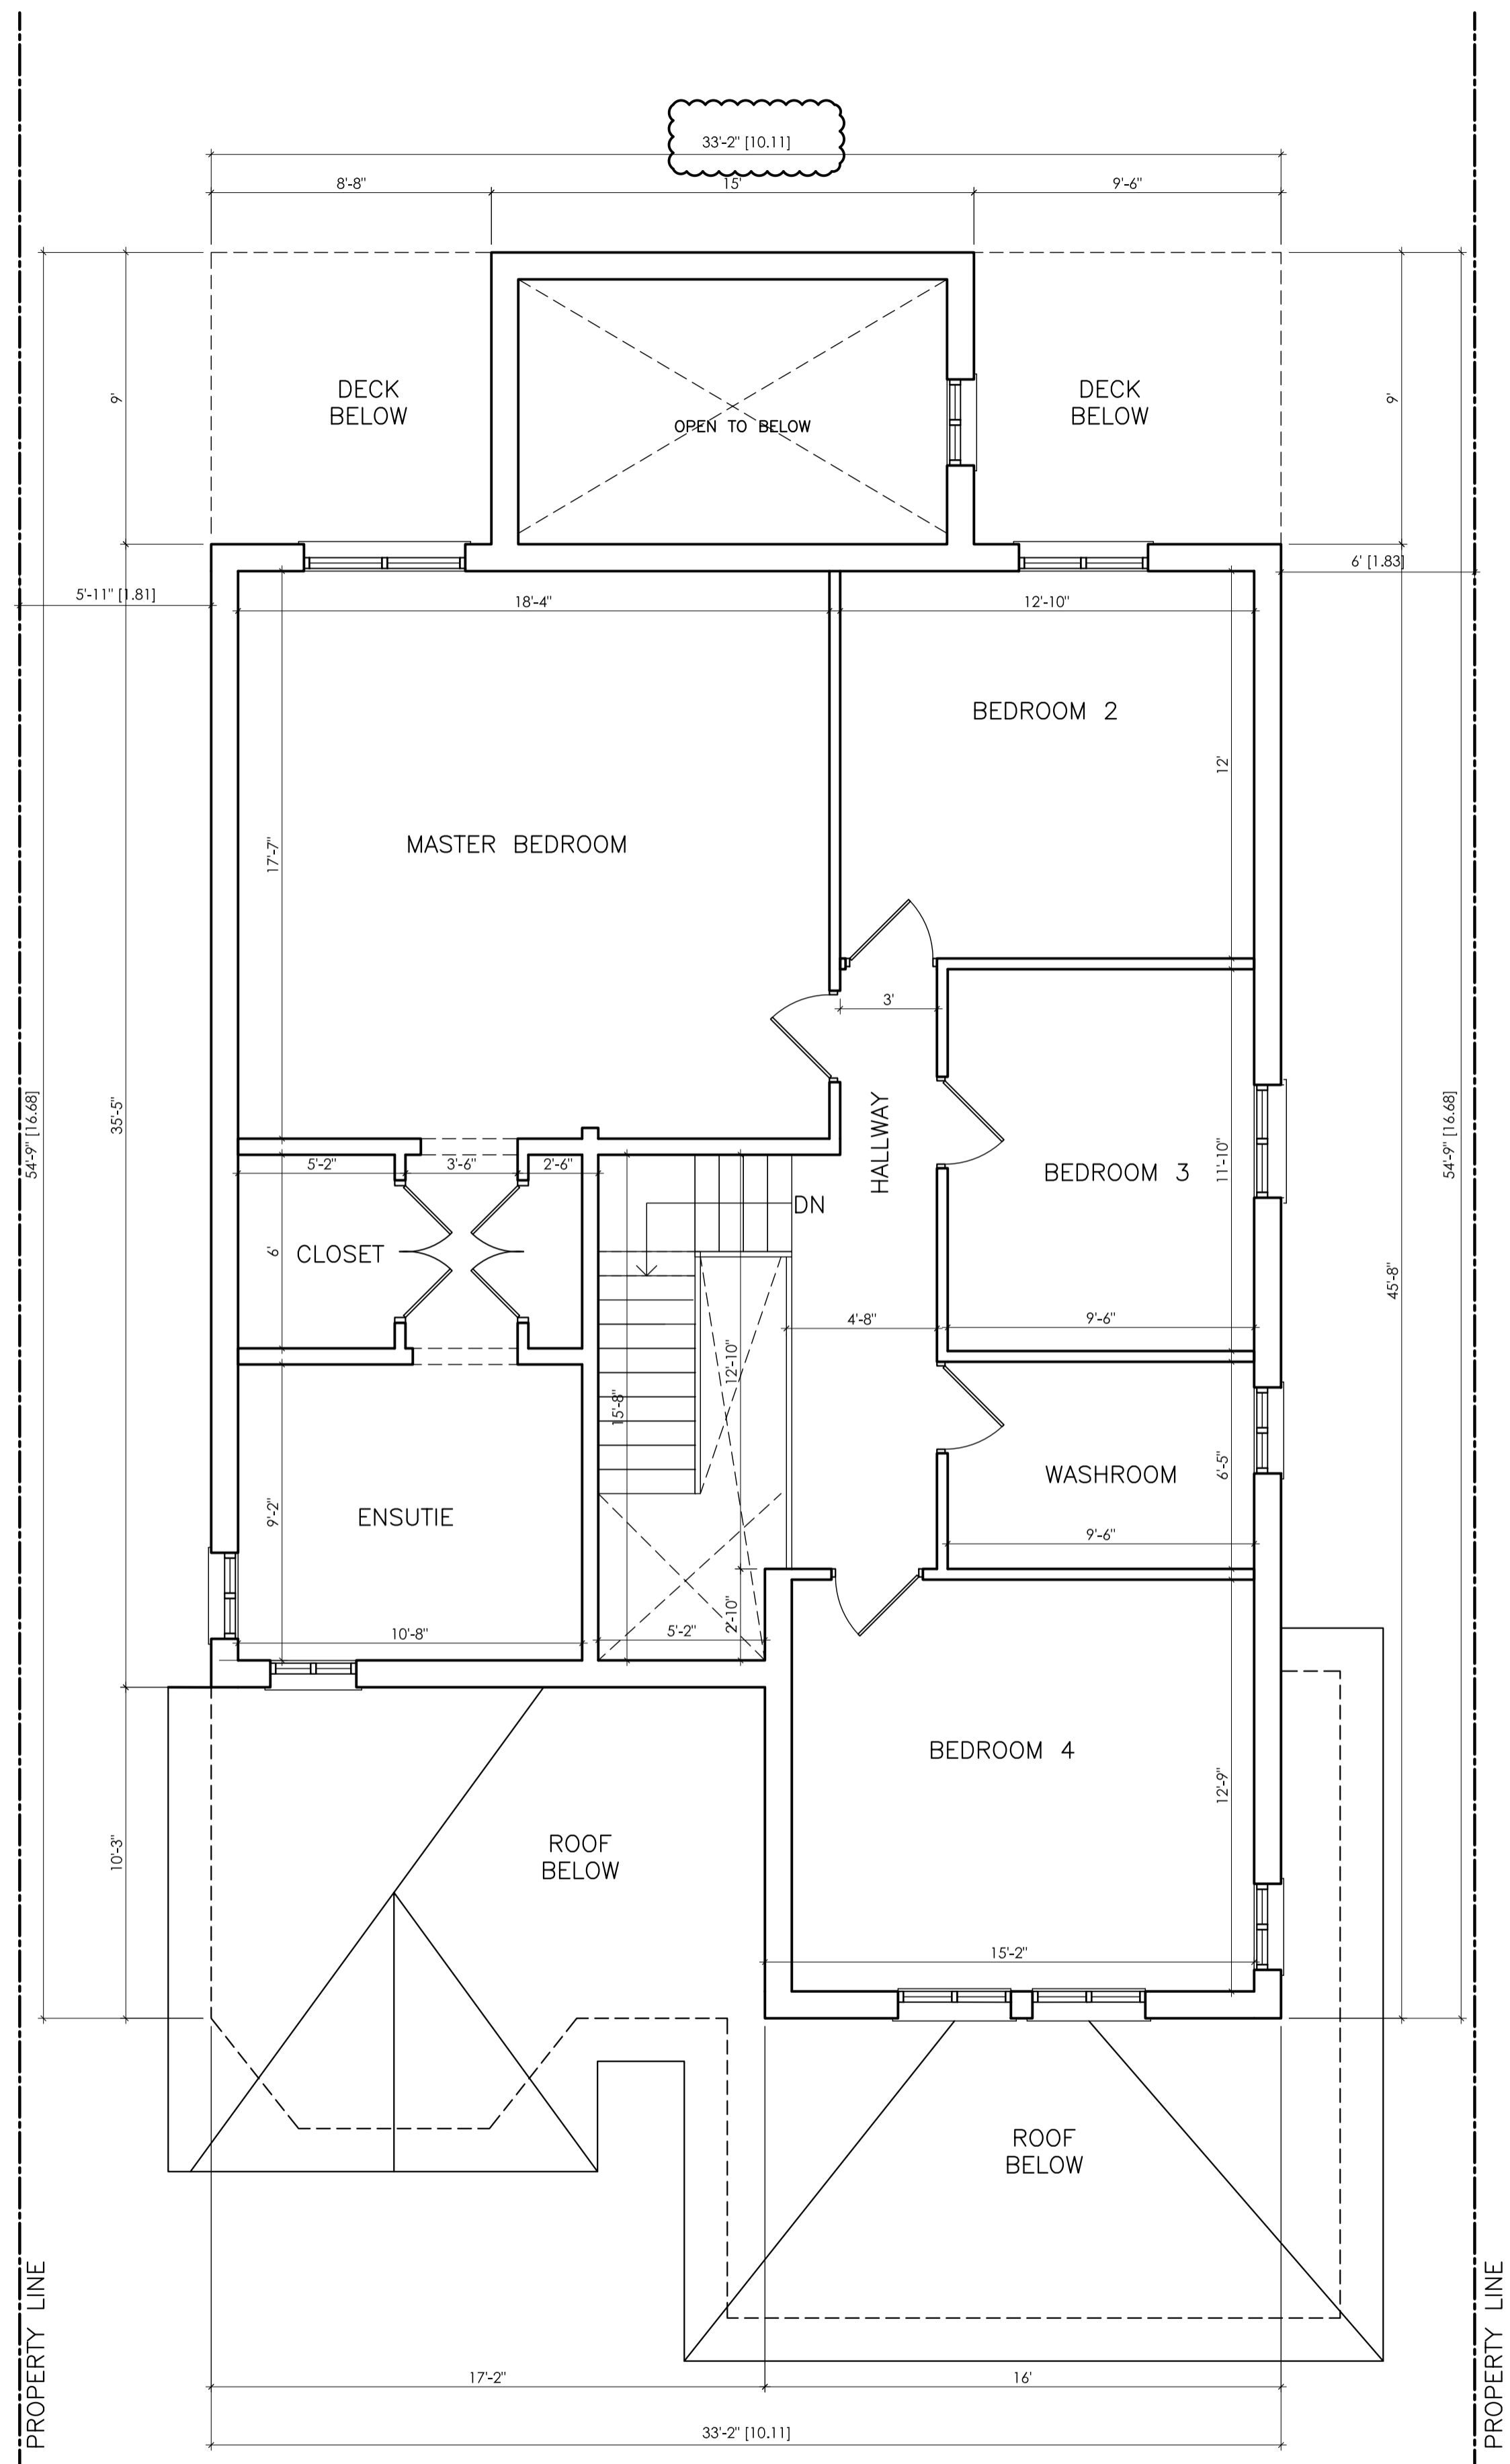 33'-2" [10.11]
8'-8"
15'
9'-6"
9'
DECK
BELOW
OPEN TO BELOW
DECK
BELOW
9'
5'-11" [1.81]
6' [1.83]
18'-4"
12'-10"
BEDROOM 2
12'
MASTER BEDROOM
17'-7"
3'
54'-9" [16.68]
35'-5"
HALLWAY
BEDROOM 3
11'-10"
54'-9" [16.68]
45'-8"
5'-2"
3'-6"
2'-6"
DN
6'
CLOSET
4'-8"
9'-6"
12'-10"
15'-8"
WASHROOM
6'-5"
9'-6"
9'-2"
ENSUTIE
10'-8"
5'-2"
2'-10"
BEDROOM 4
12'-9"
10'-3"
ROOF
BELOW
15'-2"
ROOF
BELOW
PROPERTY LINE
PROPERTY LINE
17'-2"
16'
33'-2" [10.11]